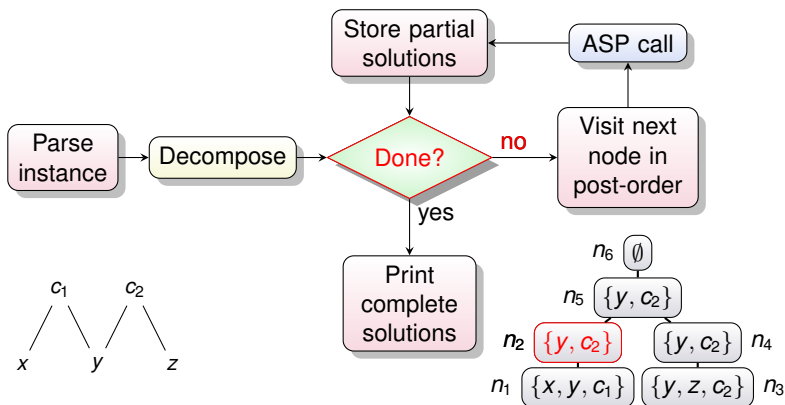 Store partial
solutions
ASP call
Parse
instance
Decompose
Done?
no
Visit next
node in
post-order
yes
Print
complete
solutions
c₁ c₂
x y z
n₆ ∅
n₅ {y, c₂}
n₂ {y, c₂} {y, c₂} n₄
n₁ {x, y, c₁} {y, z, c₂} n₃